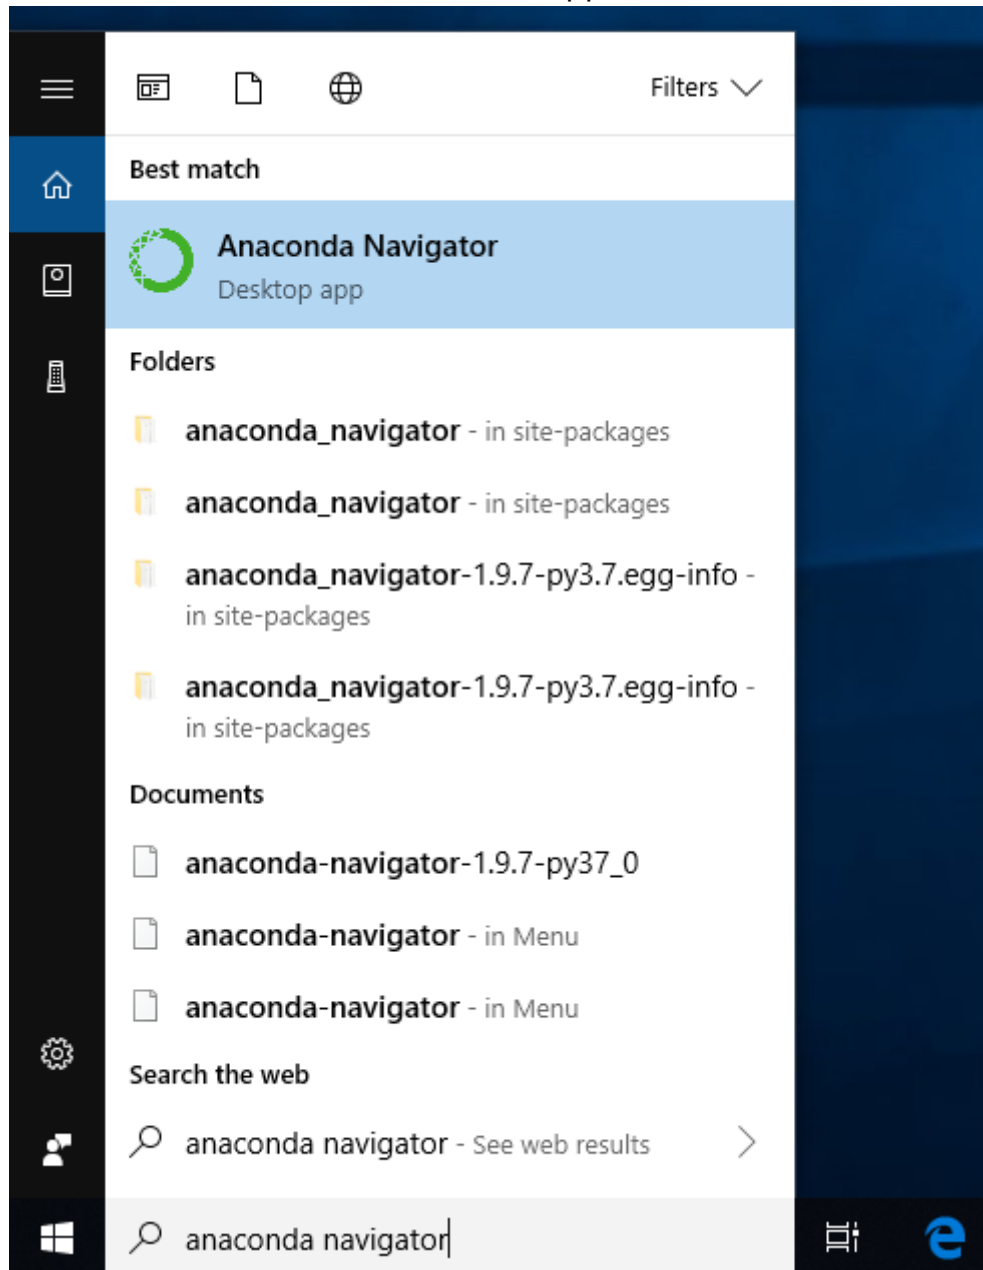 Filters
Best match
Anaconda Navigator
Desktop app
Folders
anaconda_navigator - in site-packages
anaconda_navigator - in site-packages
anaconda_navigator-1.9.7-py3.7.egg-info -
in site-packages
anaconda_navigator-1.9.7-py3.7.egg-info -
in site-packages
Documents
anaconda-navigator-1.9.7-py37_0
anaconda-navigator - in Menu
anaconda-navigator - in Menu
Search the web
anaconda navigator - See web results
anaconda navigator